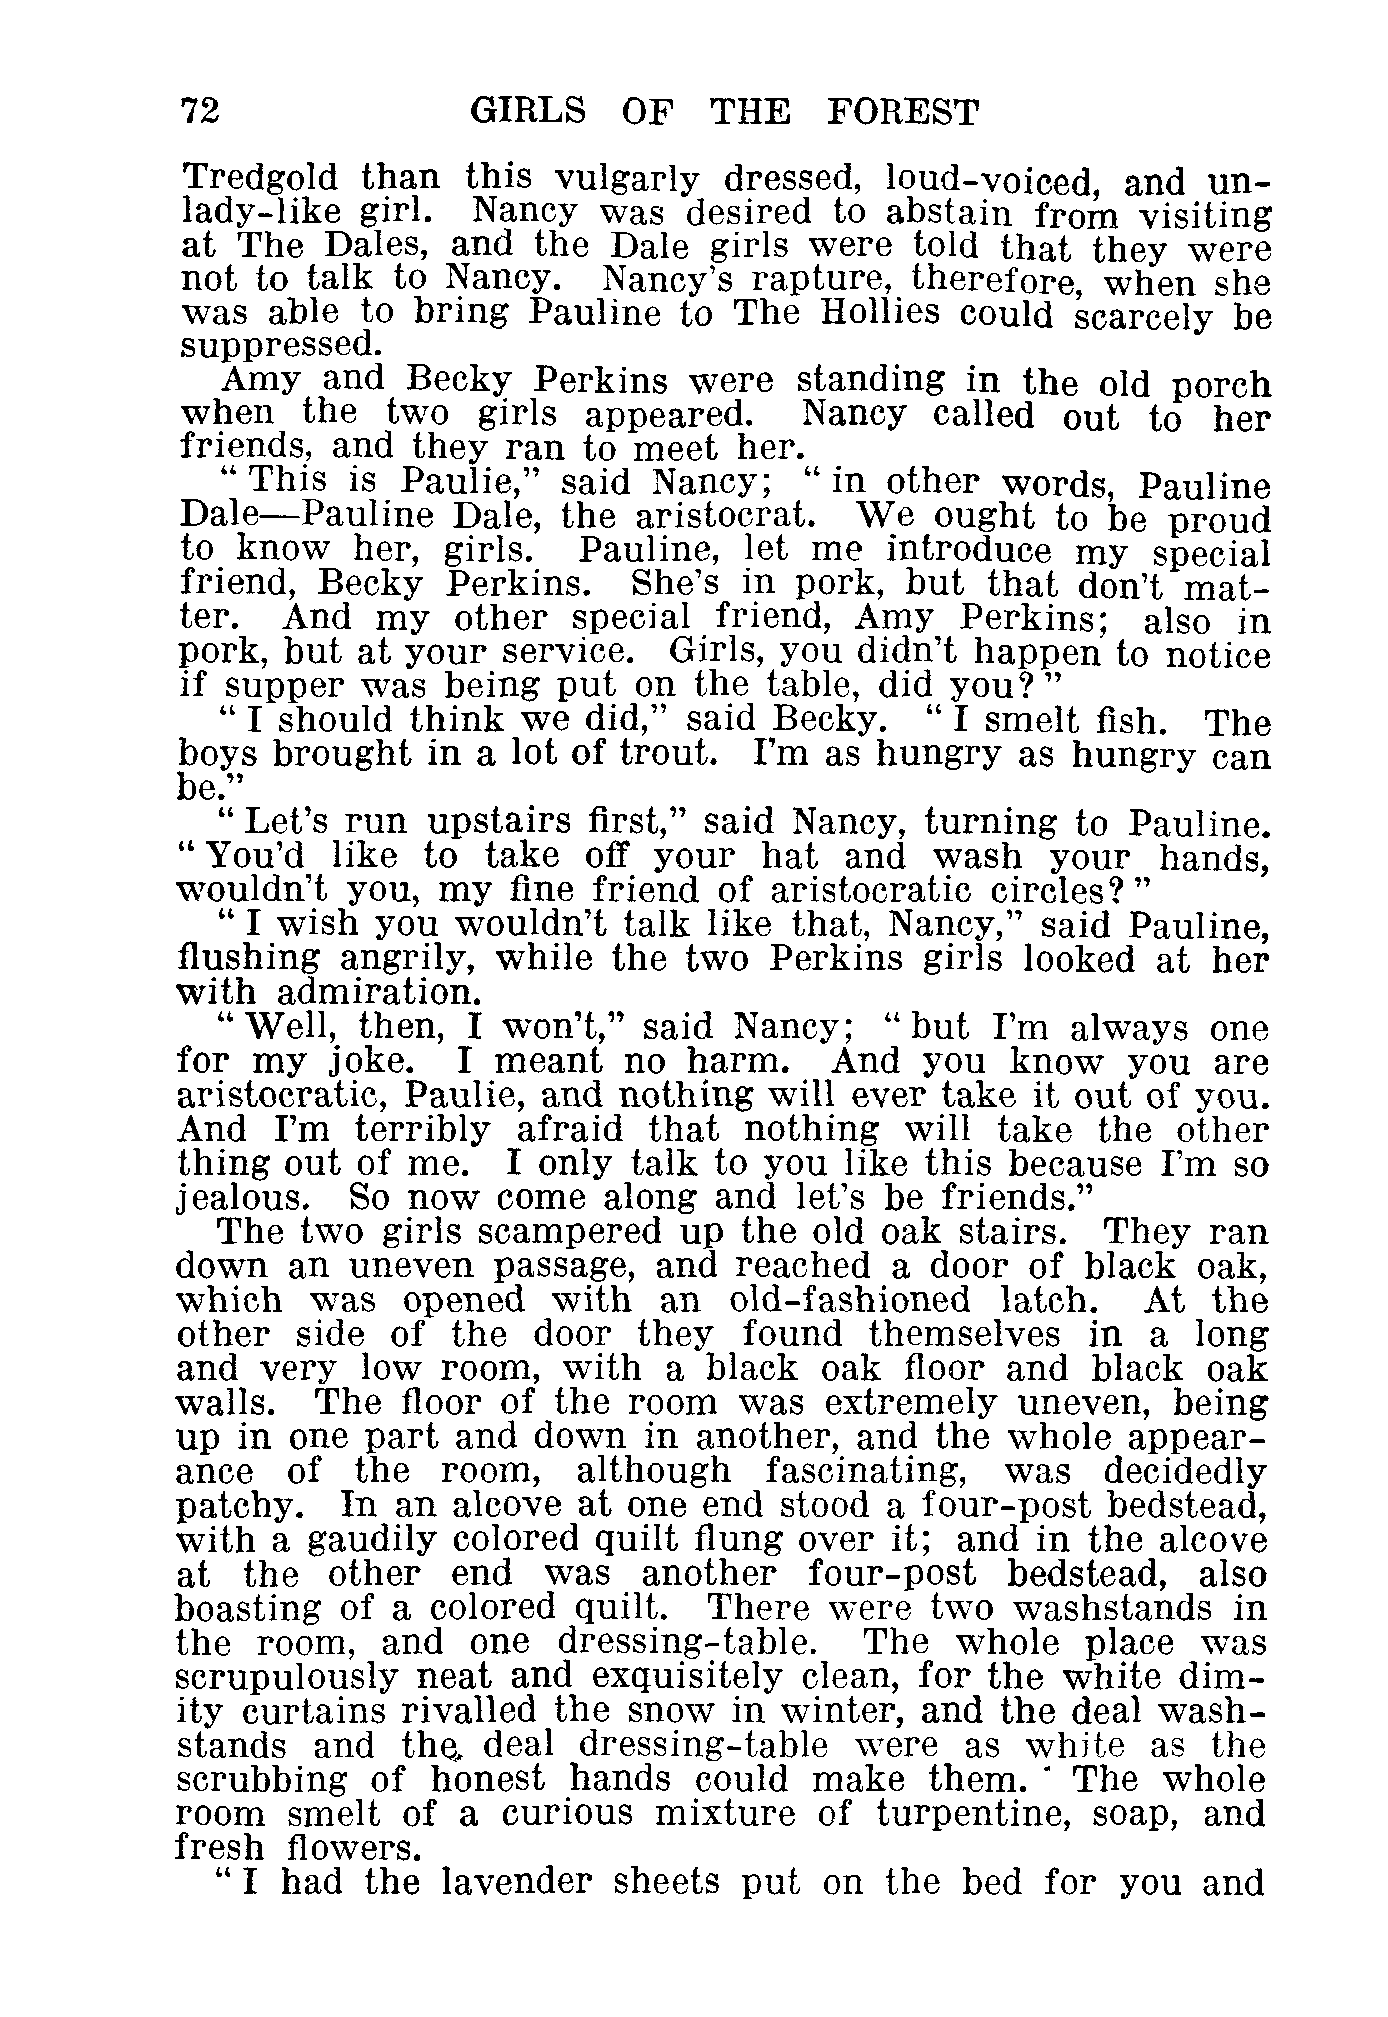 72 GIRLS OF THE FOREST
Tredgold than this vulgarly dressed, loud-voiced, and un-
lady-like girl. Nancy was desired to abstain from visiting
at The Dales, and the Dale girls were told that they were
not to talk to Nancy. Nancy's rapture, therefore, when she
was able to bring Pauline to The Hollies could scarcely be
suppressed.
Amy and Becky Perkins were standing in the old porch
when the two girls appeared. Nancy called out to her
friends, and they ran to meet her.
“ This is Paulie,” said Nancy; “ in other words, Pauline
Dale—Pauline Dale, the aristocrat. We ought to be proud
to know her, girls. Pauline, let me introduce my special
friend, Becky Perkins. She's in pork, but that don't mat-
ter. And my other special friend, Amy Perkins; also in
pork, but at your service. Girls, you didn't happen to notice
if supper was being put on the table, did you? ”
“ I should think we did,” said Becky. “ I smelt fish. The
boys brought in a lot of trout. I'm as hungry as hungry can
be.”
“ Let's run upstairs first,” said Nancy, turning to Pauline.
“ You'd like to take off your hat and wash your hands,
wouldn't you, my fine friend of aristocratic circles? ”
“ I wish you wouldn't talk like that, Nancy,” said Pauline,
flushing angrily, while the two Perkins girls looked at her
with admiration.
“ Well, then, I won't,” said Nancy; “ but I'm always one
for my joke. I meant no harm. And you know you are
aristocratic, Paulie, and nothing will ever take it out of you.
And I'm terribly afraid that nothing will take the other
thing out of me. I only talk to you like this because I'm so
jealous. So now come along and let's be friends.”
The two girls scampered up the old oak stairs. They ran
down an uneven passage, and reached a door of black oak,
which was opened with an old-fashioned latch. At the
other side of the door they found themselves in a long
and very low room, with a black oak floor and black oak
walls. The floor of the room was extremely uneven, being
up in one part and down in another, and the whole appear-
ance of the room, although fascinating, was decidedly
patchy. In an alcove at one end stood a four-post bedstead,
with a gaudily colored quilt flung over it; and in the alcove
at the other end was another four-post bedstead, also
boasting of a colored quilt. There were two washstands in
the room, and one dressing-table. The whole place was
scrupulously neat and exquisitely clean, for the white dim-
ity curtains rivalled the snow in winter, and the deal wash-
stands and the deal dressing-table were as white as the
scrubbing of honest hands could make them. The whole
room smelt of a curious mixture of turpentine, soap, and
fresh flowers.
“ I had the lavender sheets put on the bed for you and